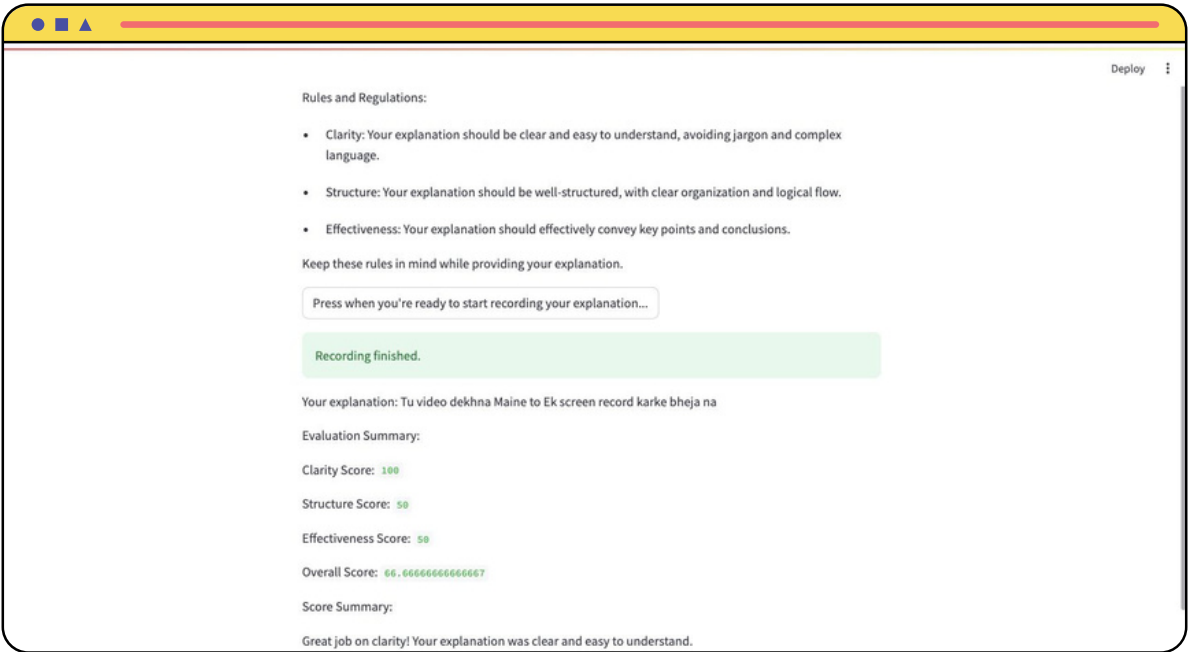 Deploy
Rules and Regulations:
• Clarity: Your explanation should be clear and easy to understand, avoiding jargon and complex
language.
• Structure: Your explanation should be well-structured, with clear organization and logical flow.
• Effectiveness: Your explanation should effectively convey key points and conclusions.
Keep these rules in mind while providing your explanation.
Press when you're ready to start recording your explanation...
Recording finished.
Your explanation: Tu video dekhna Maine to Ek screen record karke bheja na
Evaluation Summary:
Clarity Score: 100
Structure Score: 50
Effectiveness Score: 50
Overall Score: 66.66666666666667
Score Summary:
Great job on clarity! Your explanation was clear and easy to understand.